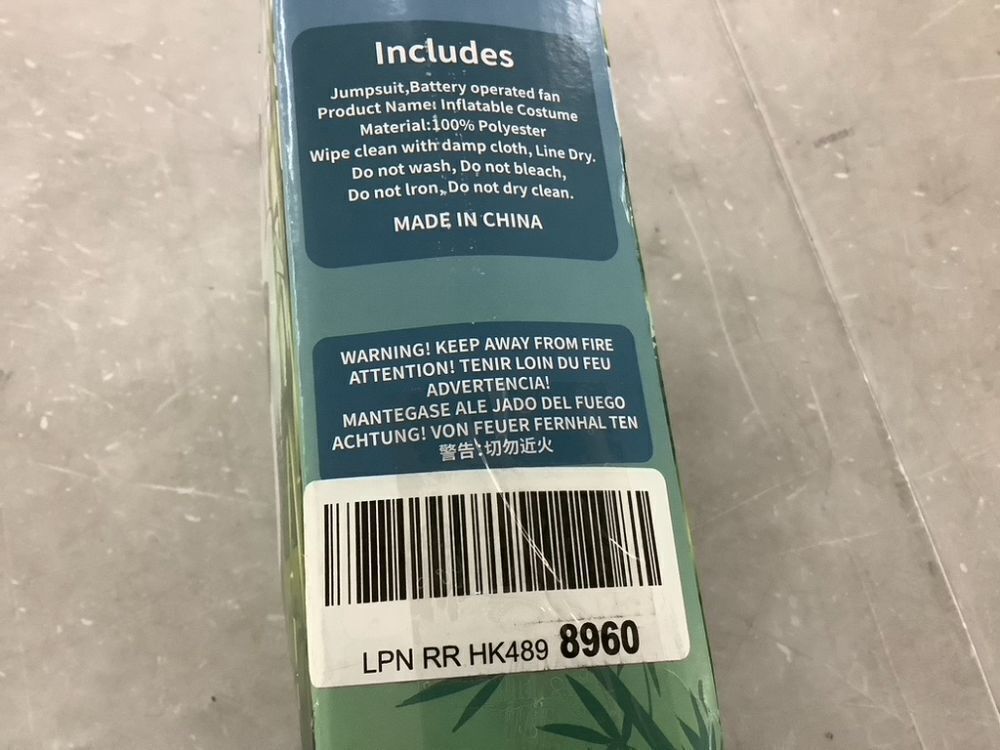 Includes
Jumpsuit,Battery operated fan
Product Name: Inflatable Costume
Material:100% Polyester
Wipe clean with damp cloth, Line Dry.
Do not wash, Do not bleach,
Do not lron, Do not dry clean.
MADE IN CHINA
WARNING! KEEP AWAY FROM FIRE
ATTENTION! TENIR LOIN DU FEU
ADVERTENCIA!
MANTEGASE ALE JADO DEL FUEGO
ACHTUNG! VON FEUER FERNHAL TEN
警告:切勿近火
LPN RR HK489 8960